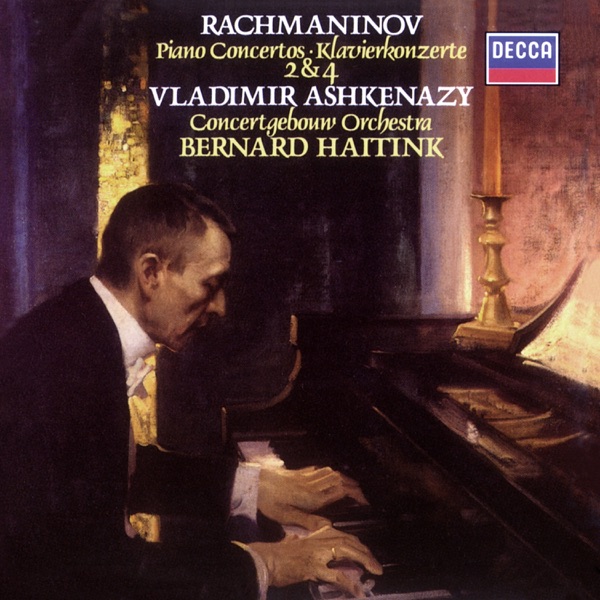 RACHMANINOV
Piano Concertos · Klavierkonzerte
2 & 4
VLADIMIR ASHKENAZY
Concertgebouw Orchestra
BERNARD HAITINK
DECCA